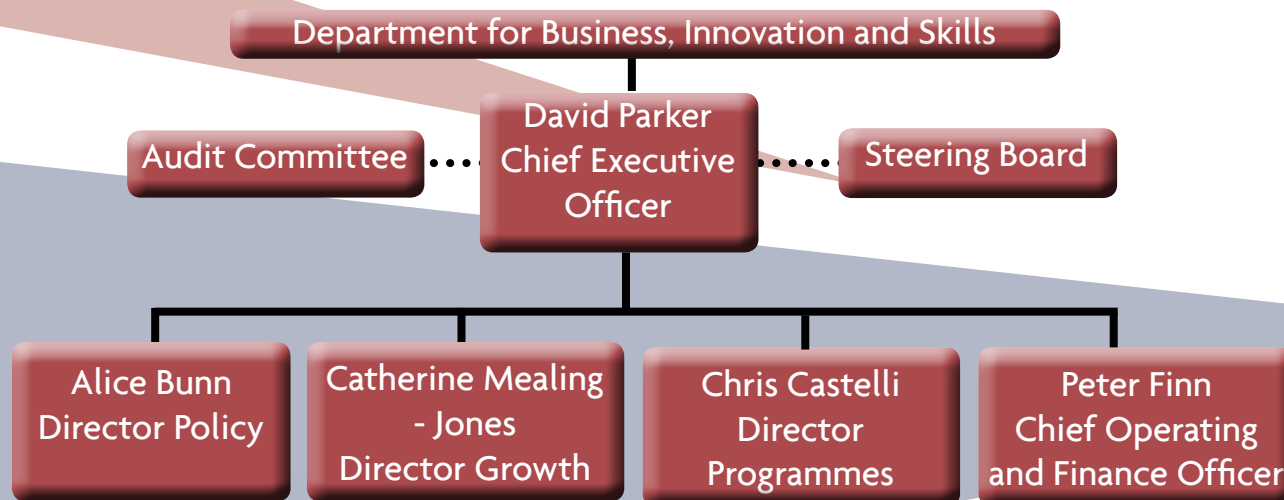 Department for Business, Innovation and Skills
David Parker
Chief Executive
Officer
Audit Committee
Steering Board
Alice Bunn
Director Policy
Catherine Mealing
- Jones
Director Growth
Chris Castelli
Director
Programmes
Peter Finn
Chief Operating
and Finance Officer